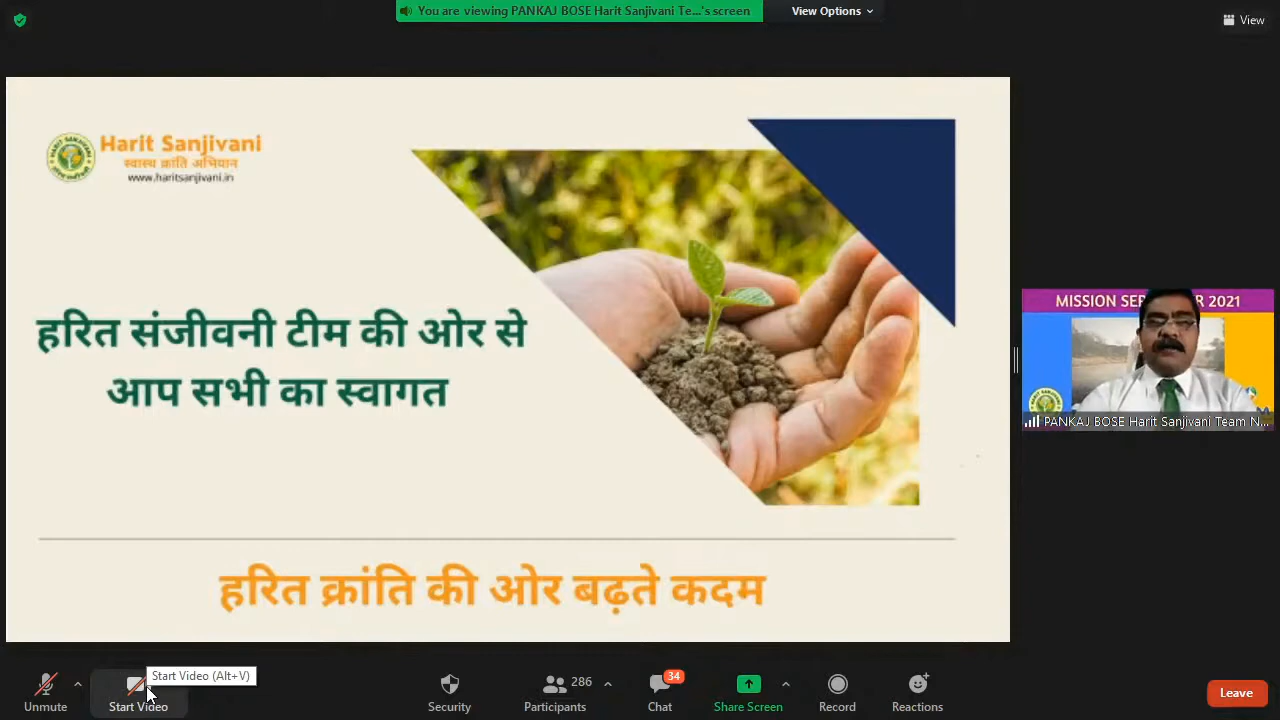 You are viewing PANKAJ BOSE Harit Sanjivani Te...'s screen
View Options
View
Harit Sanjivani
स्वास्थ क्रांति अभियान
www.haritsanjivani.in
हरित संजीवनी टीम की ओर से
आप सभी का स्वागत
हरित क्रांति की ओर बढ़ते कदम
2021
PANKAJ BOSE Harit Sanjivani Team N...
Start Video (Alt+V)
286
34
Unmute
Start Video
Security
Participants
Chat
Share Screen
Record
Reactions
Leave